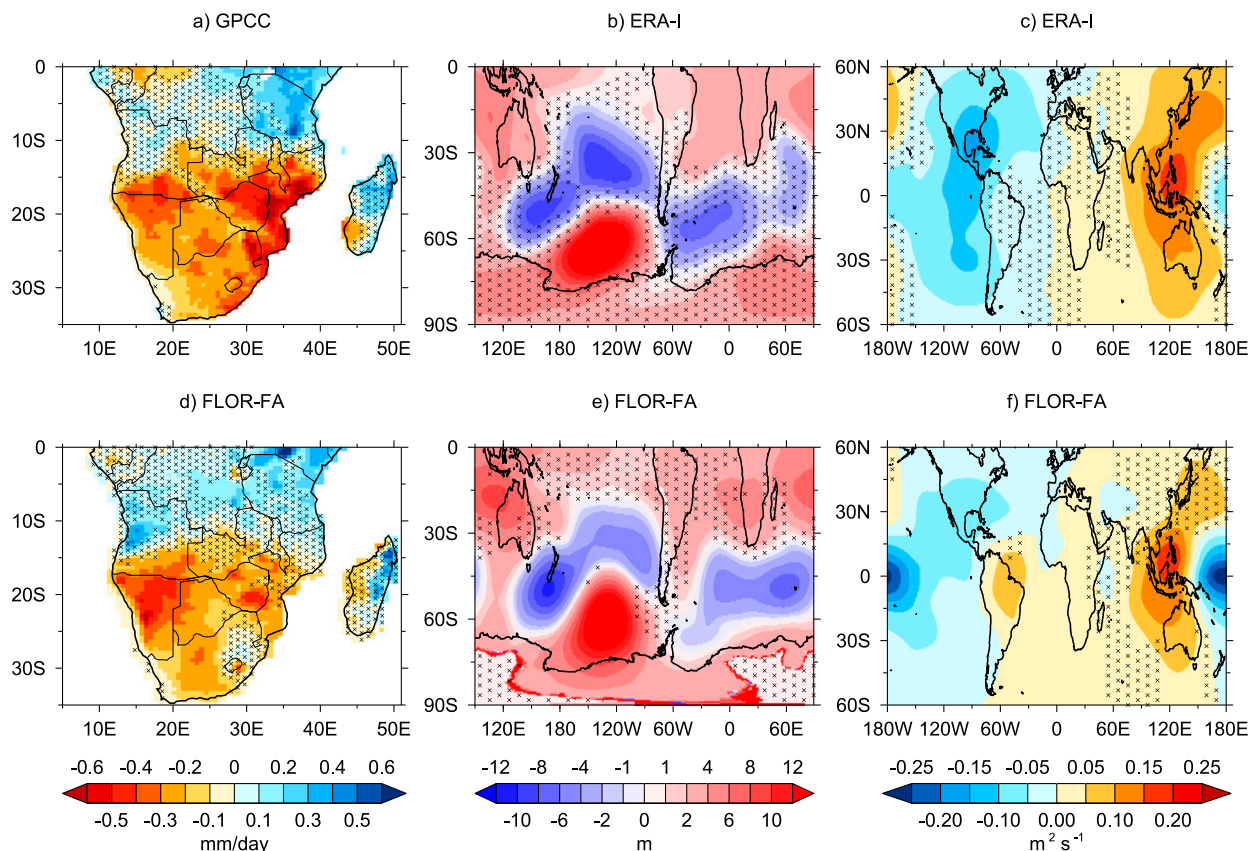 a) GPCC
b) ERA-I
c) ERA-I
0
10S
20S
30S
10E 20E 30E 40E 50E
0
30S
60S
90S
120E 180 120W 60W 0 60E
60N
30N
0
30S
60S
180W 120W 60W 0 60E 120E 180E
d) FLOR-FA
e) FLOR-FA
f) FLOR-FA
0
10S
20S
30S
10E 20E 30E 40E 50E
0
30S
60S
90S
120E 180 120W 60W 0 60E
60N
30N
0
30S
60S
180W 120W 60W 0 60E 120E 180E
-0.6 -0.4 -0.2 0 0.2 0.4 0.6
-0.5 -0.3 -0.1 0.1 0.3 0.5
mm/day
-12 -8 -4 -1 1 4 8 12
-10 -6 -2 0 2 6 10
m
-0.25 -0.15 -0.05 0.05 0.15 0.25
-0.20 -0.10 0.00 0.10 0.20
m² s⁻¹